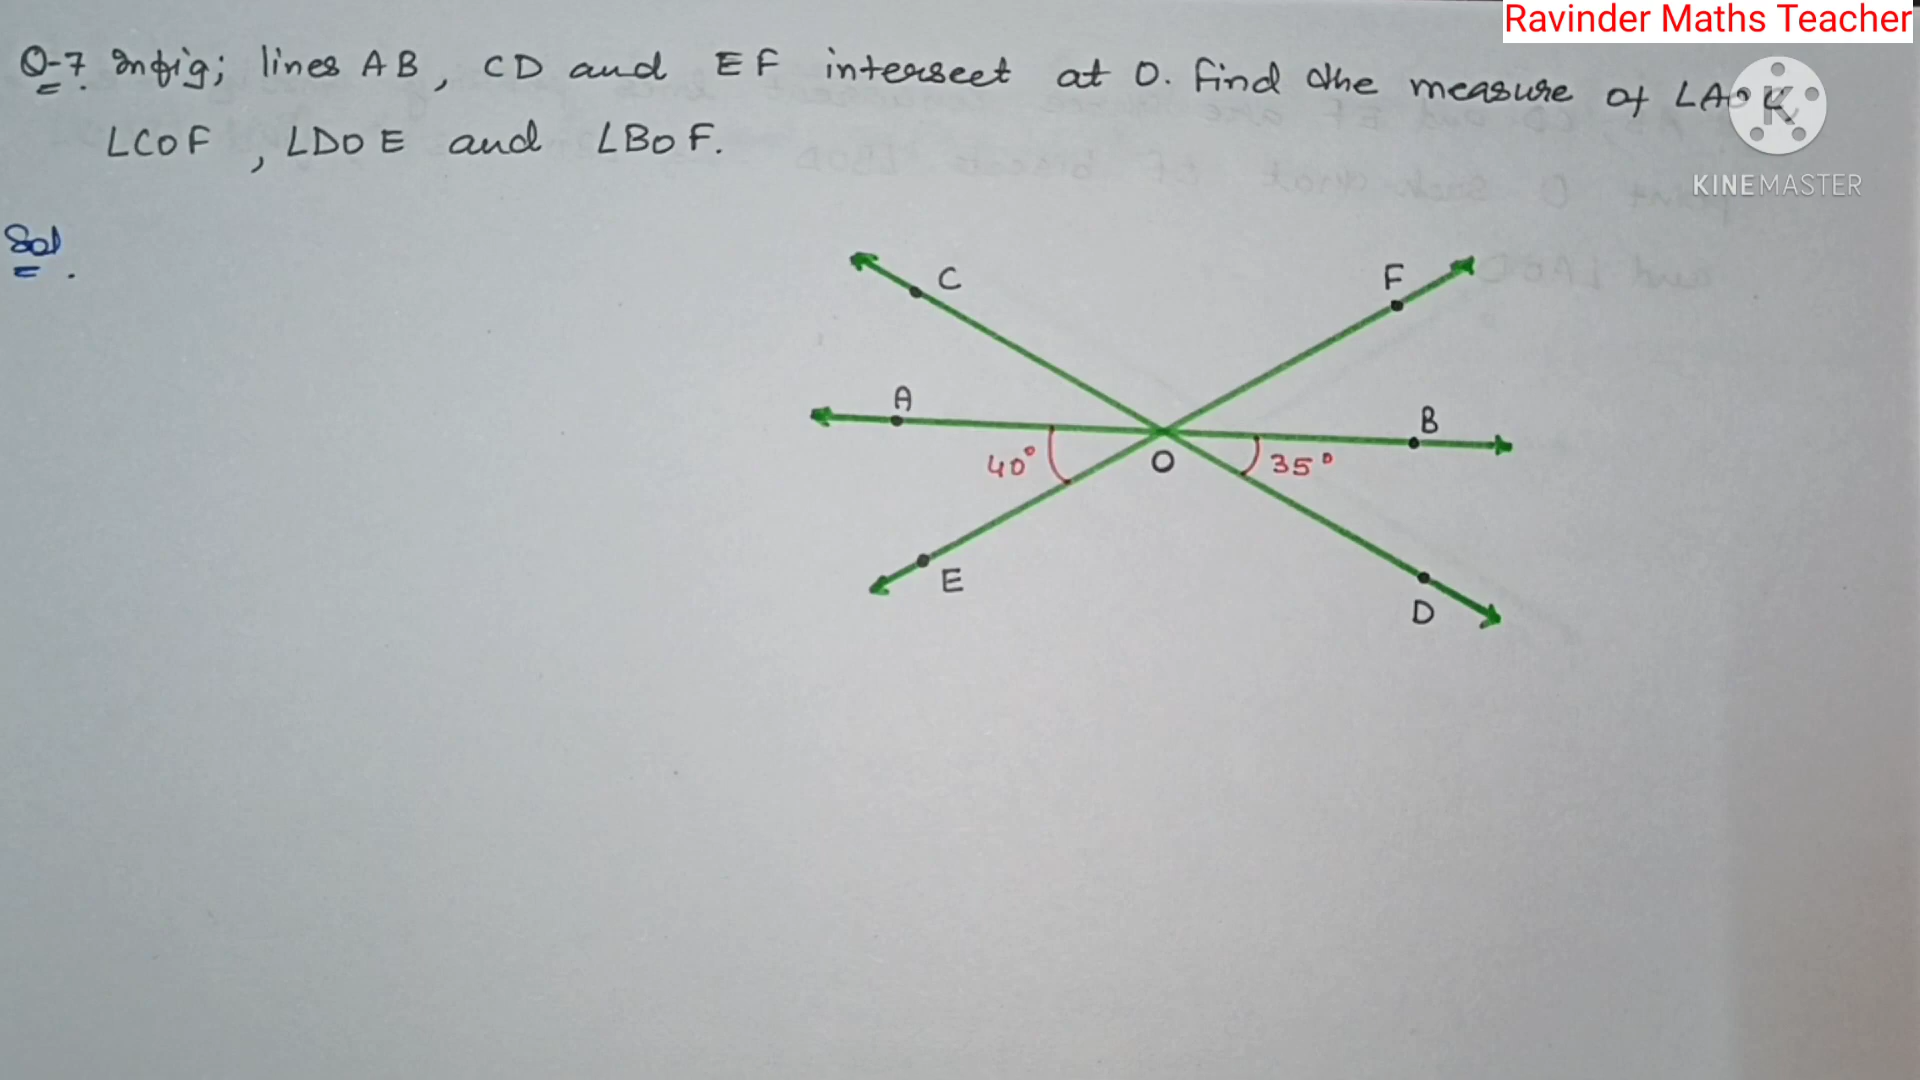 Ravinder Maths Teacher
Q-7. In fig; lines AB, CD and EF intersect at O. Find the measure of
∠COF, ∠DOE and ∠BOF.
KINEMASTER
Sol.
C
F
A
B
40°
O
35°
E
D